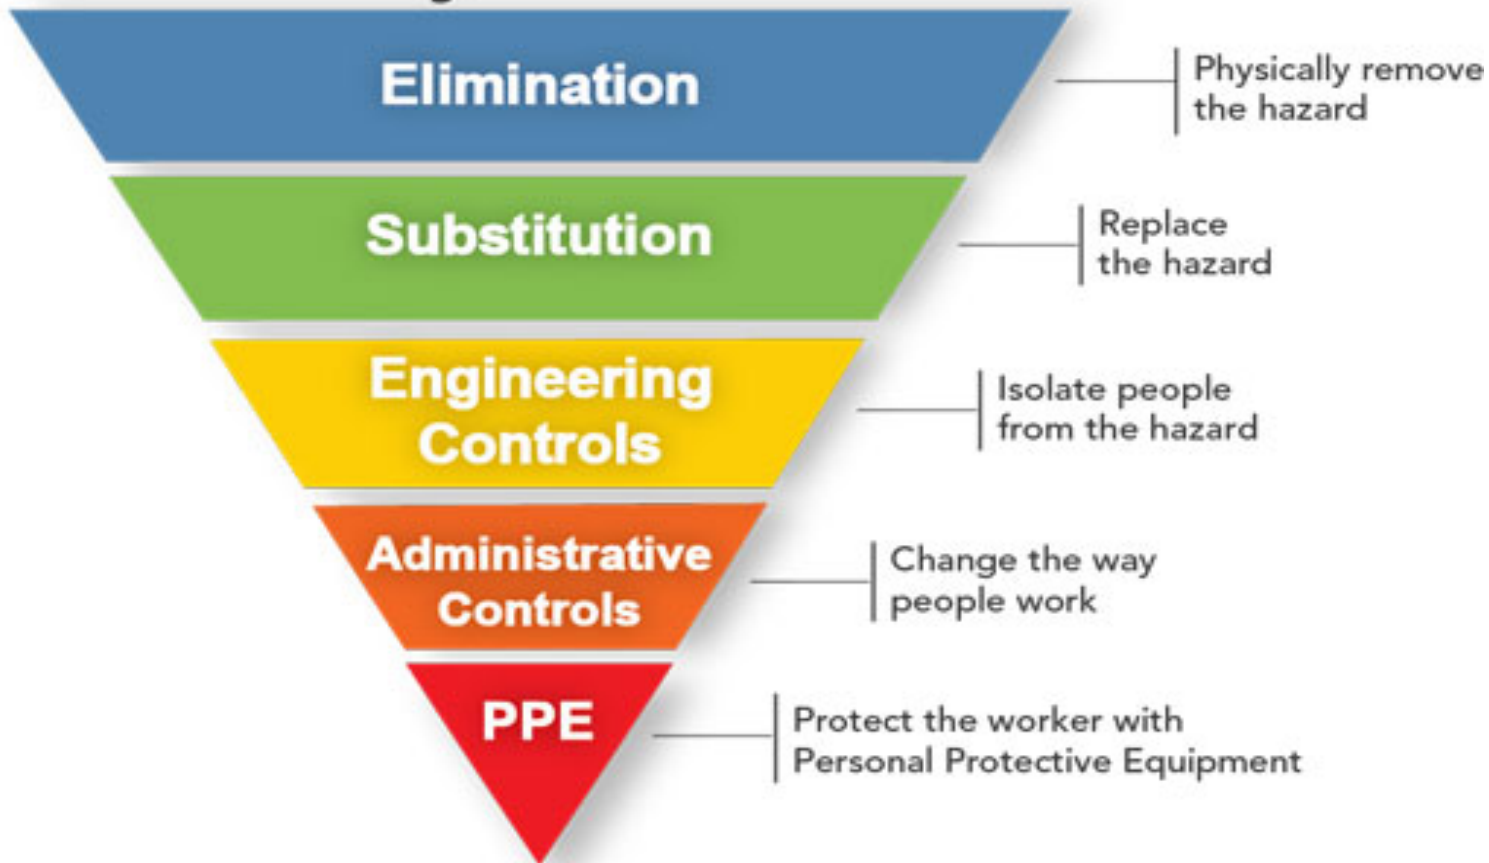 Elimination
Physically remove
the hazard
Substitution
Replace
the hazard
Engineering
Controls
Isolate people
from the hazard
Administrative
Controls
Change the way
people work
PPE
Protect the worker with
Personal Protective Equipment